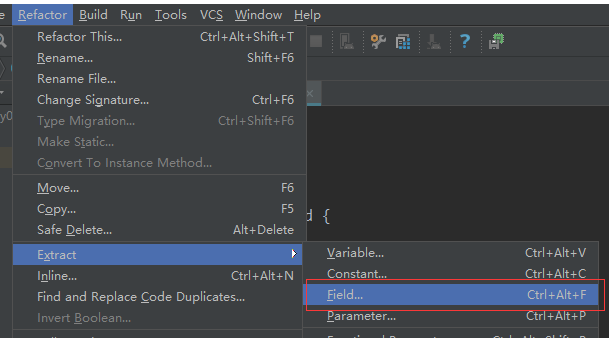 Refactor Build Run Tools VCS Window Help
Refactor This... Ctrl+Alt+Shift+T
Rename... Shift+F6
Rename File...
Change Signature... Ctrl+F6
Type Migration... Ctrl+Shift+F6
Make Static...
Convert To Instance Method...
Move... F6
Copy... F5
d {
Safe Delete... Alt+Delete
Extract
Variable... Ctrl+Alt+V
Inline... Ctrl+Alt+N
Constant... Ctrl+Alt+C
Find and Replace Code Duplicates...
Field... Ctrl+Alt+F
Invert Boolean...
Parameter... Ctrl+Alt+P